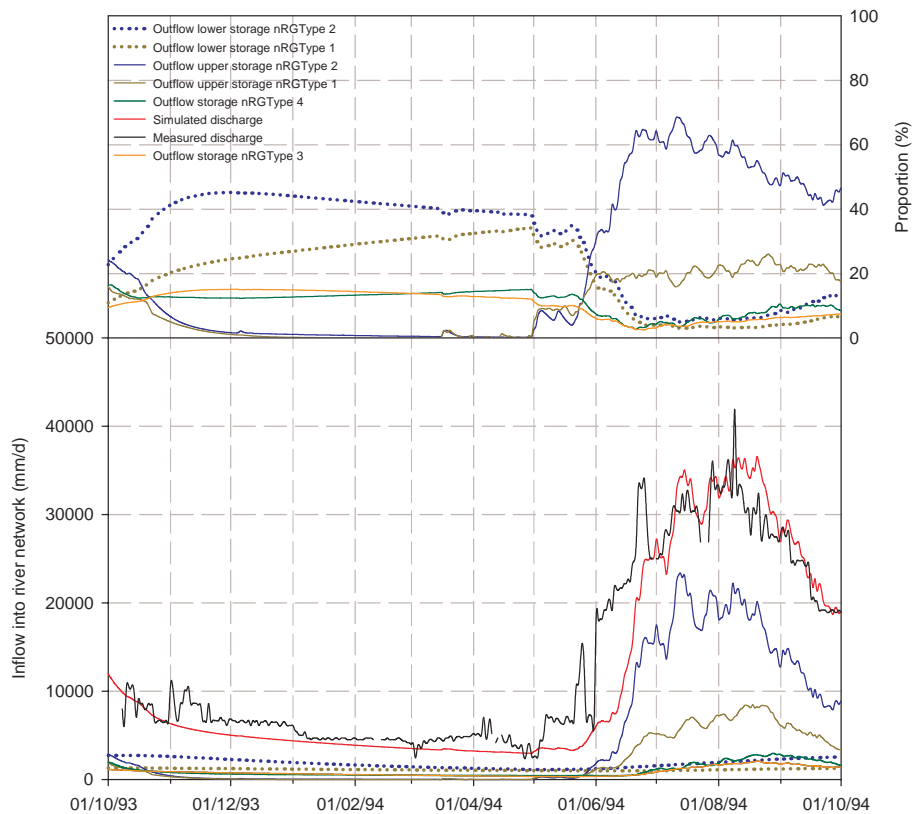 Outflow lower storage nRGType 2
Outflow lower storage nRGType 1
Outflow upper storage nRGType 2
Outflow upper storage nRGType 1
Outflow storage nRGType 4
Simulated discharge
Measured discharge
Outflow storage nRGType 3
100
80
60
40
20
0
Proportion (%)
50000
40000
30000
20000
10000
0
Inflow into river network (mm/d)
01/10/93
01/12/93
01/02/94
01/04/94
01/06/94
01/08/94
01/10/94